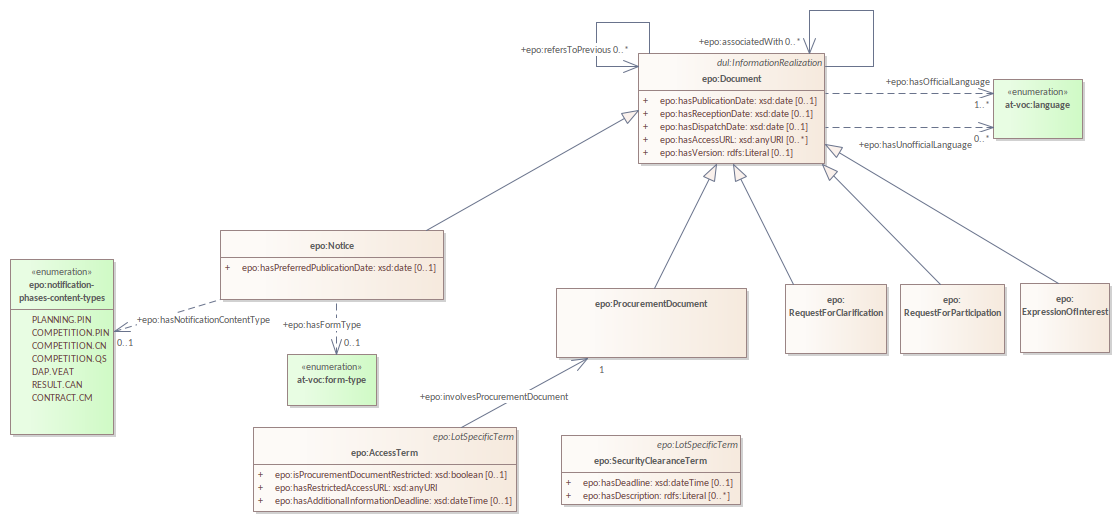 +epo:refersToPrevious 0..*
+epo:associatedWith 0..*
dul:InformationRealization
epo:Document
+ epo:hasPublicationDate: xsd:date [0..1]
+ epo:hasReceptionDate: xsd:date [0..1]
+ epo:hasDispatchDate: xsd:date [0..1]
+ epo:hasAccessURL: xsd:anyURI [0..*]
+ epo:hasVersion: rdfs:Literal [0..1]
+epo:hasOfficialLanguage
1..*
+epo:hasUnofficialLanguage
0..*
«enumeration»
at-voc:language
epo:Notice
+ epo:hasPreferredPublicationDate: xsd:date [0..1]
«enumeration»
epo:notification-
phases-content-types
PLANNING.PIN
COMPETITION.PIN
COMPETITION.CN
COMPETITION.QS
DAP.VEAT
RESULT.CAN
CONTRACT.CM
+epo:hasNotificationContentType
0..1
+epo:hasFormType
0..1
«enumeration»
at-voc:form-type
epo:ProcurementDocument
epo:
RequestForClarification
epo:
RequestForParticipation
epo:
ExpressionOfInterest
1
+epo:involvesProcurementDocument
epo:LotSpecificTerm
epo:AccessTerm
+ epo:isProcurementDocumentRestricted: xsd:boolean [0..1]
+ epo:hasRestrictedAccessURL: xsd:anyURI
+ epo:hasAdditionalInformationDeadline: xsd:dateTime [0..1]
epo:LotSpecificTerm
epo:SecurityClearanceTerm
+ epo:hasDeadline: xsd:dateTime [0..1]
+ epo:hasDescription: rdfs:Literal [0..*]